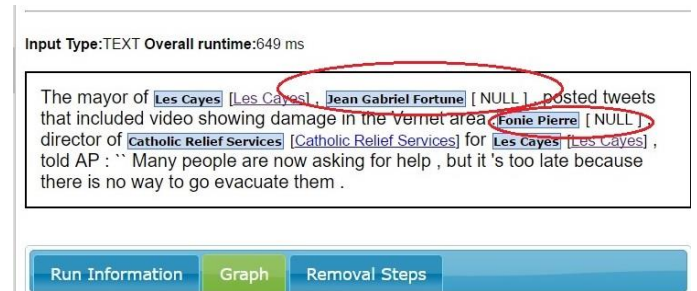 Input Type:TEXT Overall runtime:649 ms
The mayor of Les Cayes [Les Cayes] , Jean Gabriel Fortune [ NULL ] , posted tweets
that included video showing damage in the Vernet area . Fonie Pierre [ NULL ] ,
director of Catholic Relief Services [Catholic Relief Services] for Les Cayes [Les Cayes] ,
told AP : `` Many people are now asking for help , but it 's too late because
there is no way to go evacuate them .
Run Information Graph Removal Steps